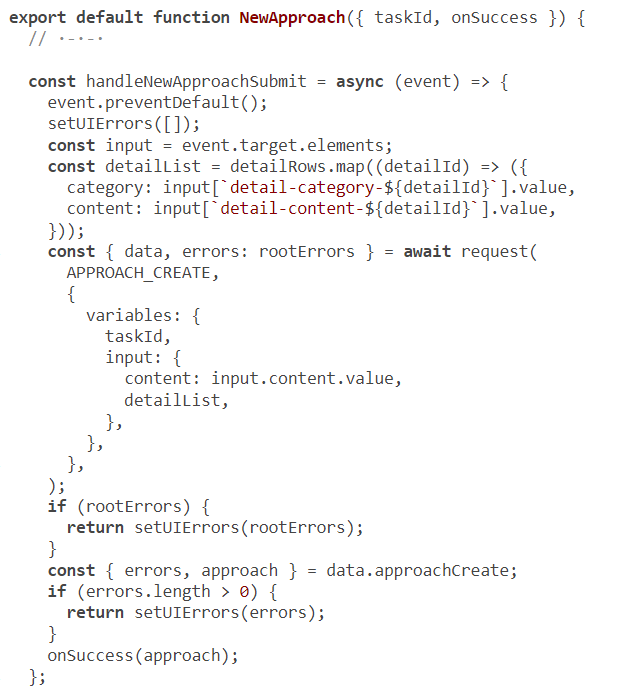 export default function NewApproach({ taskId, onSuccess }) {
  // ·-·-·
  const handleNewApproachSubmit = async (event) => {
    event.preventDefault();
    setUIErrors([]);
    const input = event.target.elements;
    const detailList = detailRows.map((detailId) => ({
      category: input[`detail-category-${detailId}`].value,
      content: input[`detail-content-${detailId}`].value,
    }));
    const { data, errors: rootErrors } = await request(
      APPROACH_CREATE,
      {
        variables: {
          taskId,
          input: {
            content: input.content.value,
            detailList,
          },
        },
      },
    );
    if (rootErrors) {
      return setUIErrors(rootErrors);
    }
    const { errors, approach } = data.approachCreate;
    if (errors.length > 0) {
      return setUIErrors(errors);
    }
    onSuccess(approach);
  };